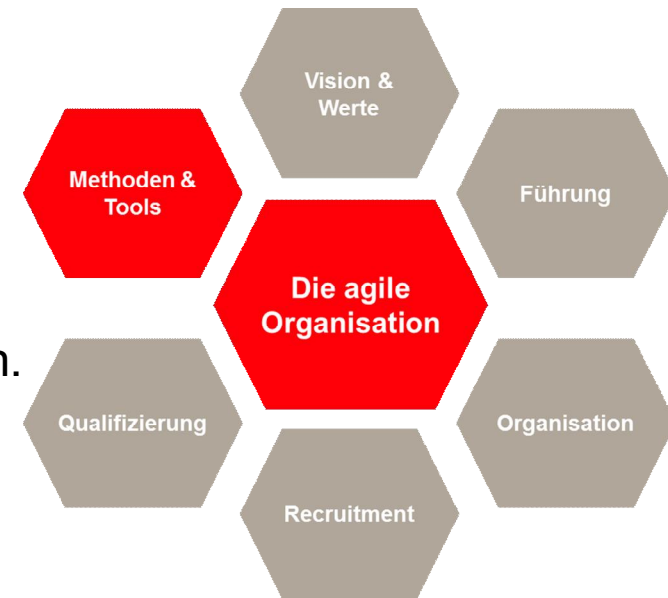 Vision &
Werte
Methoden &
Tools
Führung
Die agile
Organisation
n.
Qualifizierung
Organisation
Recruitment